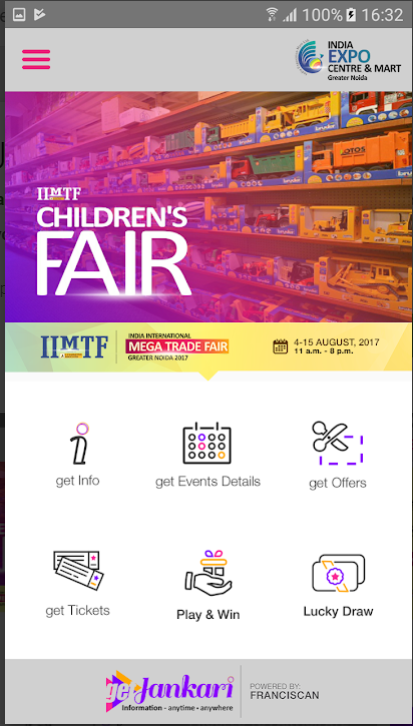 100% 16:32
INDIA
EXPO
CENTRE & MART
Greater Noida
IIMTF
CHILDREN'S
FAIR
IIMTF
INDIA INTERNATIONAL
MEGA TRADE FAIR
GREATER NOIDA 2017
4-15 AUGUST, 2017
11 a.m. - 8 p.m.
get Info
get Events Details
get Offers
get Tickets
Play & Win
Lucky Draw
getJankari
information - anytime - anywhere
POWERED BY:
FRANCISCAN